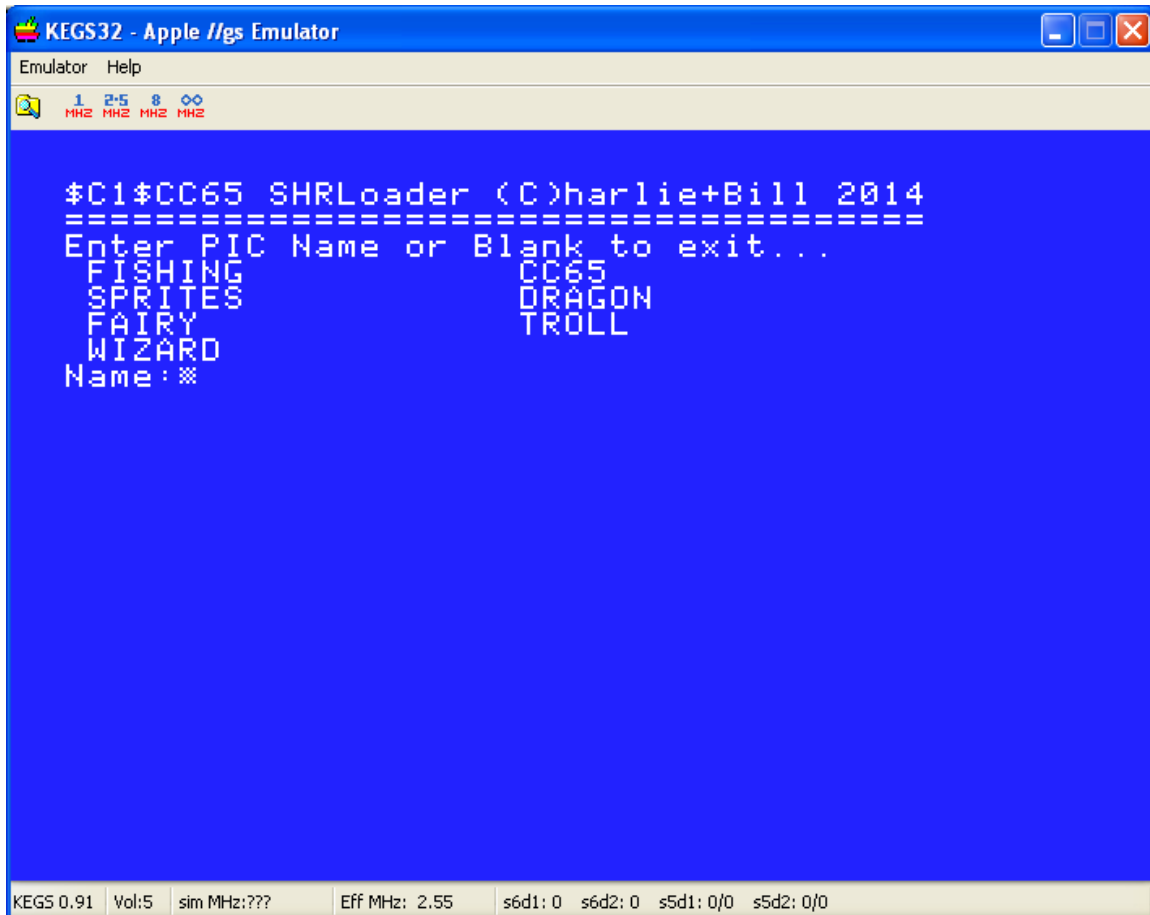 KEGS32 - Apple //gs Emulator
Emulator Help
1 MHZ 2·5 MHZ 8 MHZ ∞ MHZ
$C1$CC65 SHRLoader (C)harlie+Bill 2014
======================================
Enter PIC Name or Blank to exit...
FISHING CC65
SPRITES DRAGON
FAIRY TROLL
WIZARD
Name:
KEGS 0.91 Vol:5 sim MHz:??? Eff MHz: 2.55 s6d1: 0 s6d2: 0 s5d1: 0/0 s5d2: 0/0